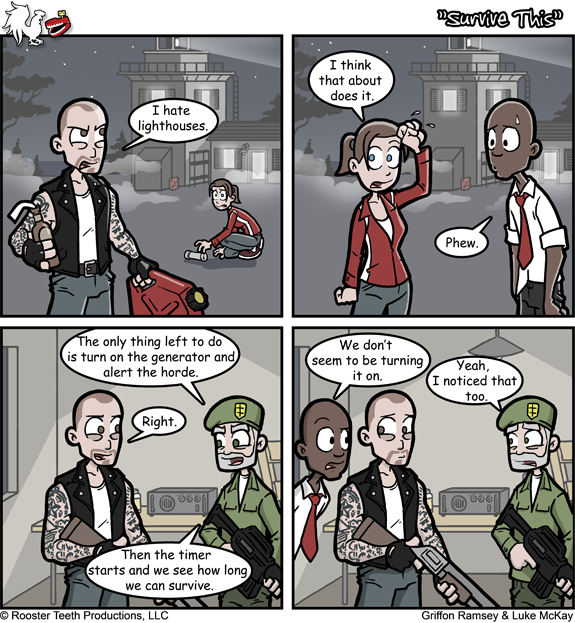 "Survive This"
I hate
lighthouses.
I think
that about
does it.
Phew.
The only thing left to do
is turn on the generator and
alert the horde.
Right.
Then the timer
starts and we see how long
we can survive.
We don't
seem to be turning
it on.
Yeah,
I noticed that
too.
© Rooster Teeth Productions, LLC
Griffon Ramsey & Luke McKay